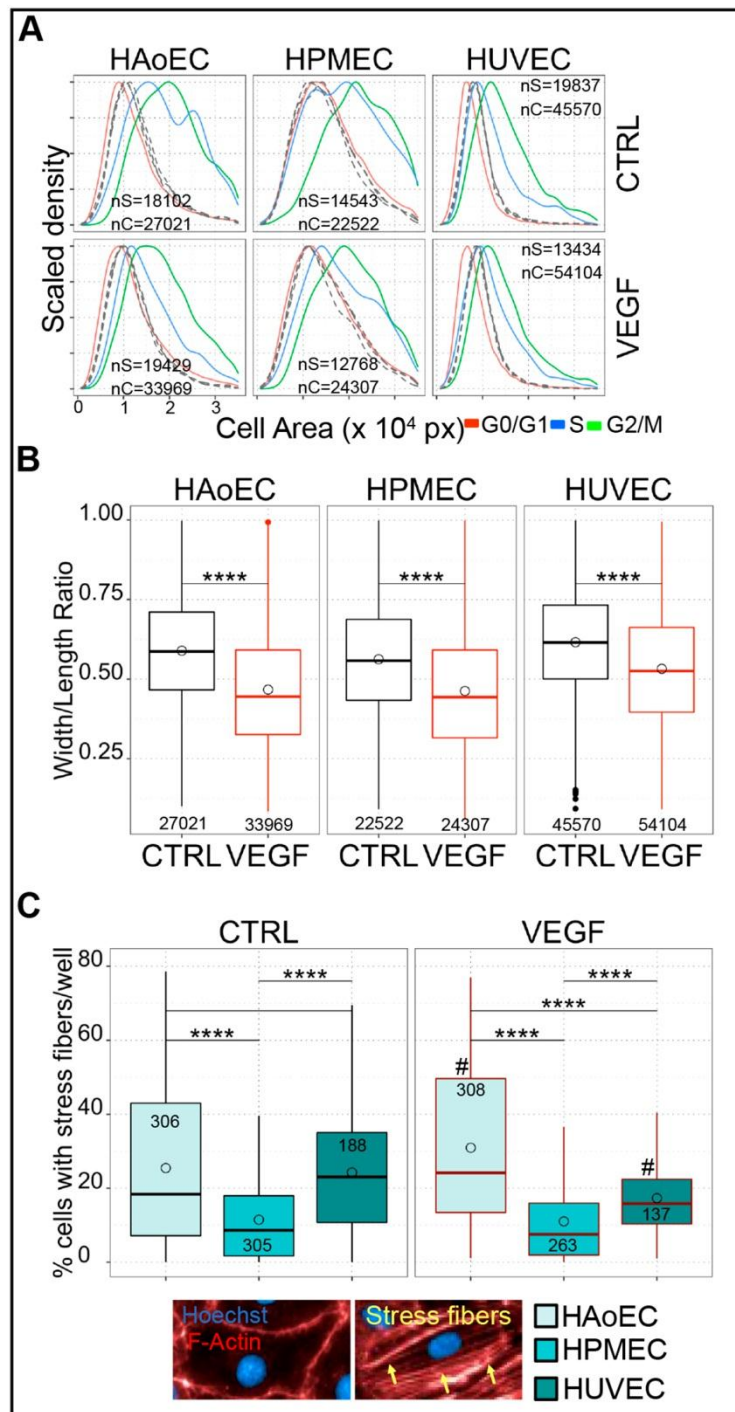 A
HAoEC HPMEC HUVEC
Scaled density
nS=18102
nC=27021
nS=14543
nC=22522
nS=19837
nC=45570
CTRL
nS=19429
nC=33969
nS=12768
nC=24307
nS=13434
nC=54104
VEGF
0 1 2 3
Cell Area (x 10⁴ px) G0/G1 S G2/M
B
HAoEC HPMEC HUVEC
Width/Length Ratio
1.00
0.75
0.50
0.25
**** **** ****
27021 33969 22522 24307 45570 54104
CTRL VEGF CTRL VEGF CTRL VEGF
C
CTRL VEGF
% cells with stress fibers/well
80
60
40
20
0
**** ****
****
**** ****
306 305 188
# 308 263 # 137
Hoechst
F-Actin
Stress fibers
HAoEC
HPMEC
HUVEC